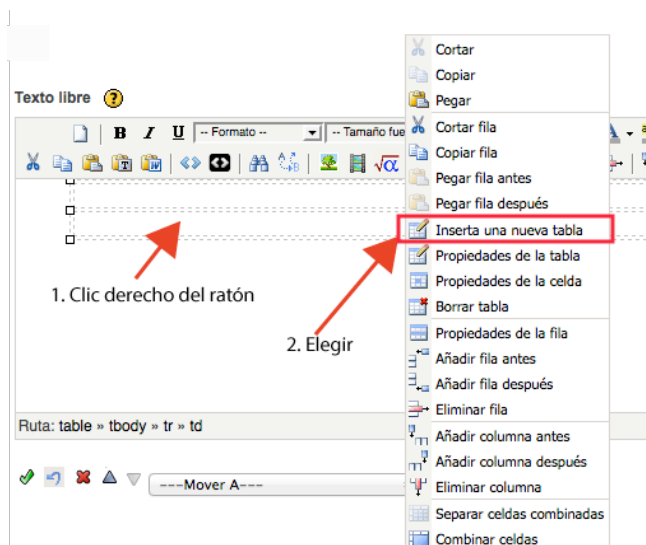 Texto libre ?
B I U -- Formato -- -- Tamaño fue
1. Clic derecho del ratón
2. Elegir
Ruta: table » tbody » tr » td
---Mover A---
Cortar
Copiar
Pegar
Cortar fila
Copiar fila
Pegar fila antes
Pegar fila después
Inserta una nueva tabla
Propiedades de la tabla
Propiedades de la celda
Borrar tabla
Propiedades de la fila
Añadir fila antes
Añadir fila después
Eliminar fila
Añadir columna antes
Añadir columna después
Eliminar columna
Separar celdas combinadas
Combinar celdas